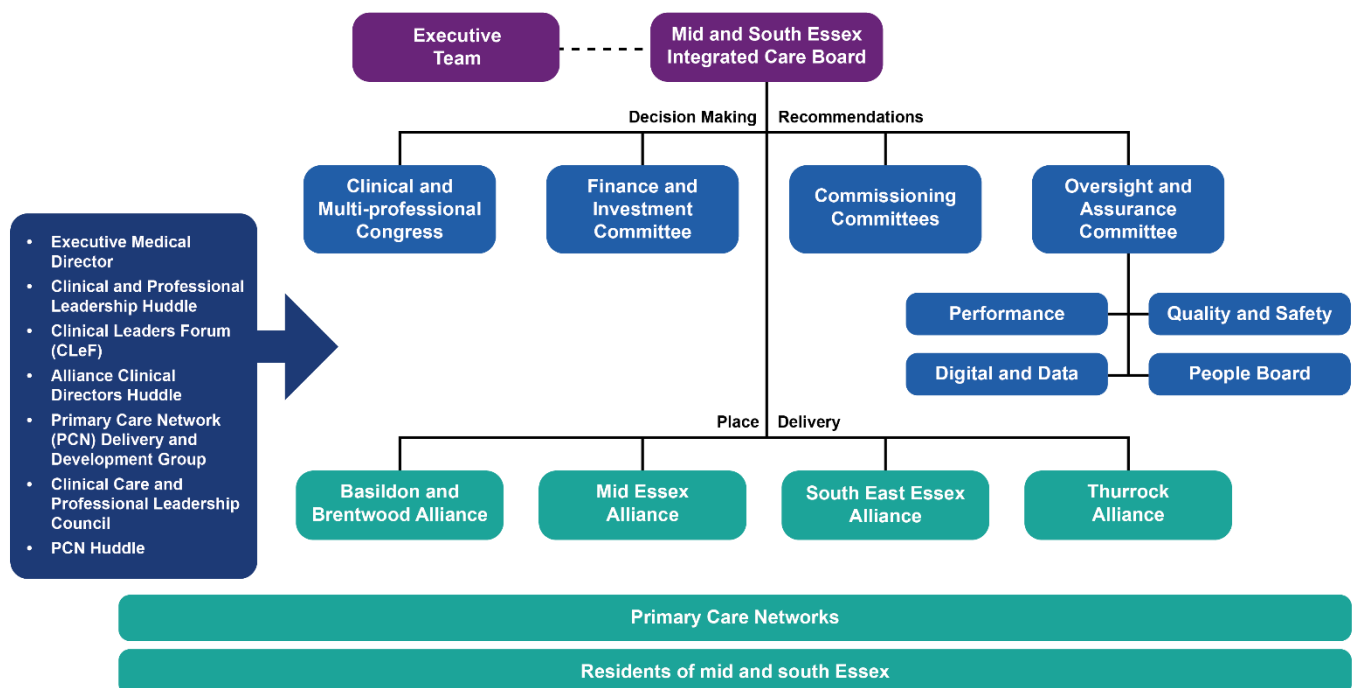 Executive
Team
Mid and South Essex
Integrated Care Board
Decision Making
Recommendations
Clinical and
Multi-professional
Congress
Finance and
Investment
Committee
Commissioning
Committees
Oversight and
Assurance
Committee
• Executive Medical
Director
• Clinical and Professional
Leadership Huddle
• Clinical Leaders Forum
(CLeF)
• Alliance Clinical
Directors Huddle
• Primary Care Network
(PCN) Delivery and
Development Group
• Clinical Care and
Professional Leadership
Council
• PCN Huddle
Performance
Quality and Safety
Digital and Data
People Board
Place
Delivery
Basildon and
Brentwood Alliance
Mid Essex
Alliance
South East Essex
Alliance
Thurrock
Alliance
Primary Care Networks
Residents of mid and south Essex